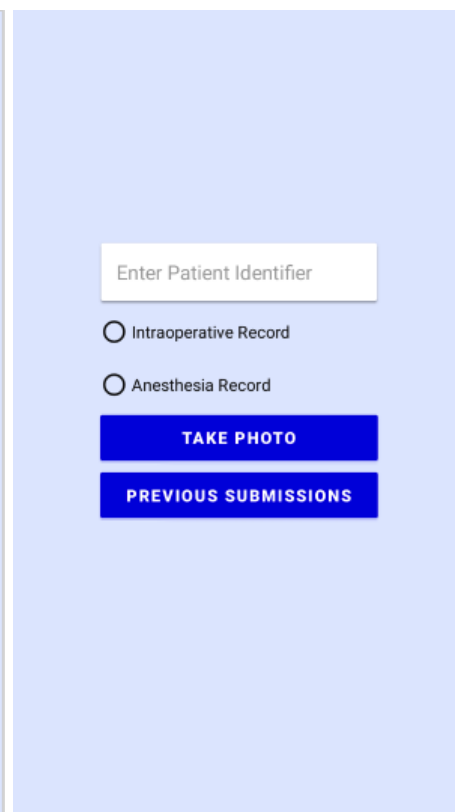 Enter Patient Identifier
Intraoperative Record
Anesthesia Record
TAKE PHOTO
PREVIOUS SUBMISSIONS